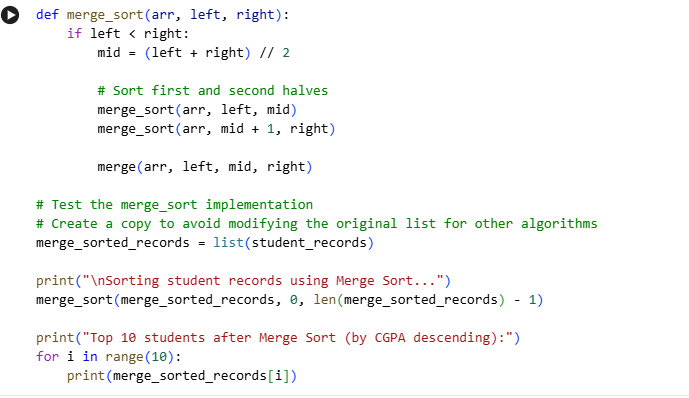 def merge_sort(arr, left, right):
    if left < right:
        mid = (left + right) // 2

        # Sort first and second halves
        merge_sort(arr, left, mid)
        merge_sort(arr, mid + 1, right)

        merge(arr, left, mid, right)

# Test the merge_sort implementation
# Create a copy to avoid modifying the original list for other algorithms
merge_sorted_records = list(student_records)

print("\nSorting student records using Merge Sort...")
merge_sort(merge_sorted_records, 0, len(merge_sorted_records) - 1)

print("Top 10 students after Merge Sort (by CGPA descending):")
for i in range(10):
    print(merge_sorted_records[i])